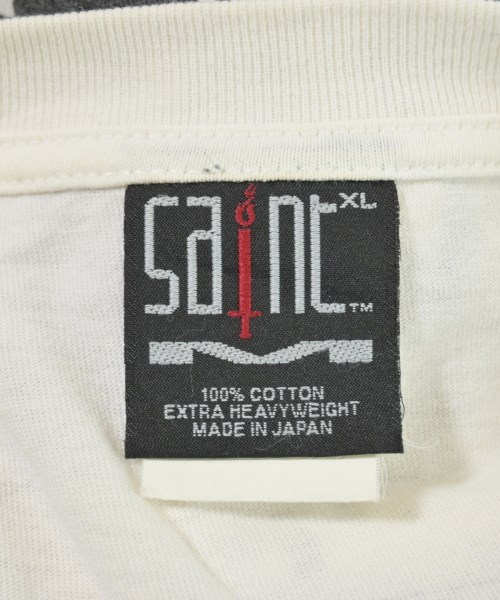 saint XL ™
100% COTTON
EXTRA HEAVYWEIGHT
MADE IN JAPAN